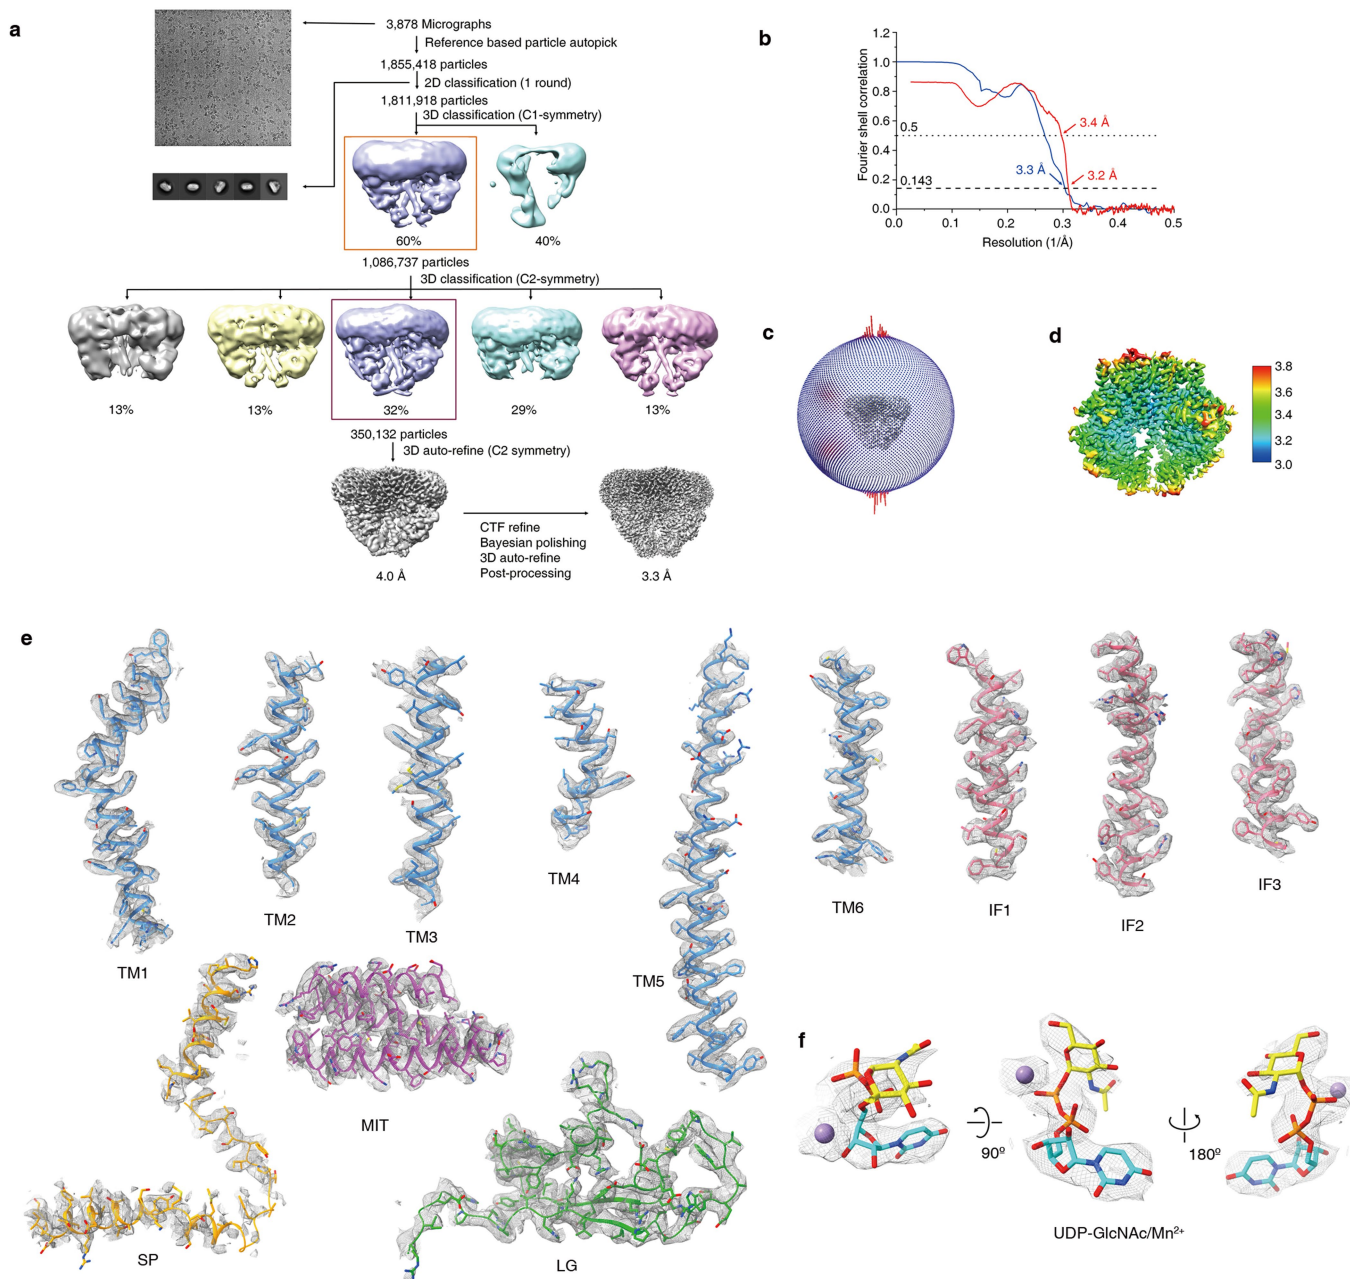 a
3,878 Micrographs
Reference based particle autopick
1,855,418 particles
2D classification (1 round)
1,811,918 particles
3D classification (C1-symmetry)
60%
40%
1,086,737 particles
3D classification (C2-symmetry)
13%
13%
32%
29%
13%
350,132 particles
3D auto-refine (C2 symmetry)
CTF refine
Bayesian polishing
3D auto-refine
Post-processing
4.0 Å
3.3 Å
b
Fourier shell correlation
1.2
1.0
0.8
0.6
0.4
0.2
0.0
0.5
0.143
3.4 Å
3.3 Å
3.2 Å
0.0
0.1
0.2
0.3
0.4
0.5
Resolution (1/Å)
c
d
3.8
3.6
3.4
3.2
3.0
e
TM1
TM2
TM3
TM4
TM5
TM6
IF1
IF2
IF3
SP
MIT
LG
f
90º
180º
UDP-GlcNAc/Mn²⁺